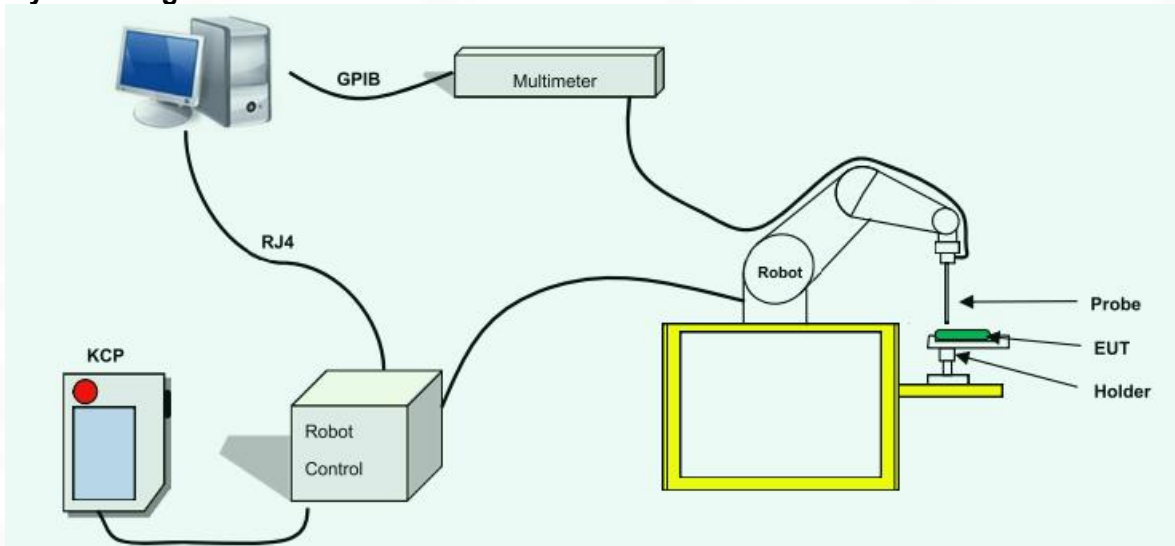 GPIB
Multimeter
RJ4
Robot
Probe
EUT
Holder
KCP
Robot
Control